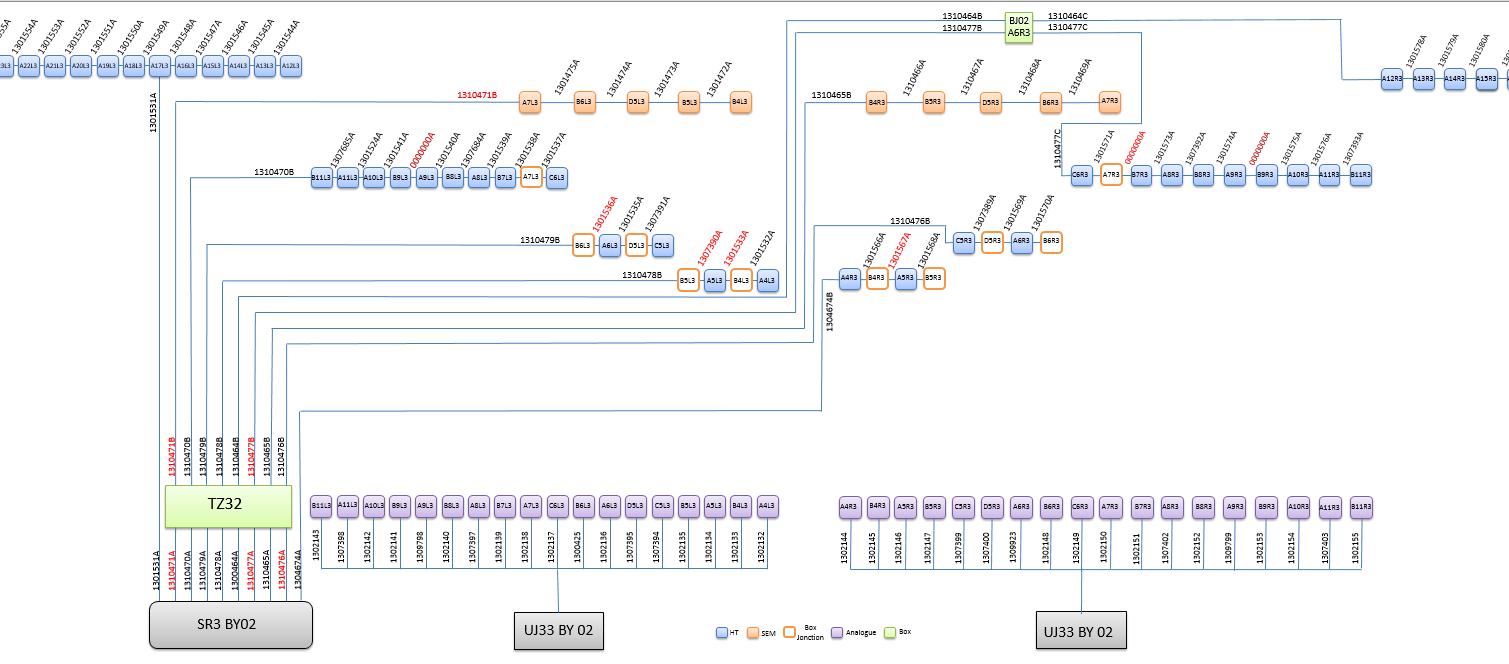 1301554A
1301553A
1301552A
1301551A
1301550A
1301549A
1301548A
1301547A
1301546A
1301545A
1301544A
A22L3
A21L3
A20L3
A19L3
A18L3
A17L3
A16L3
A15L3
A14L3
A13L3
A12L3
1301531A
1310464B
1310477B
BJ02
A6R3
1310464C
1310477C
1301578A
1301579A
1301580A
A12R3
A13R3
A14R3
A15R3
1301475A
1301474A
1301473A
1301472A
1310471B
A7L3
B6L3
D5L3
B5L3
B4L3
1310466A
1310467A
1310468A
1310469A
1310465B
B4R3
B5R3
D5R3
B6R3
A7R3
1307685A
1301524A
1301541A
0000000A
1301540A
1307684A
1301539A
1301538A
1301537A
1310470B
B11L3
A11L3
A10L3
B9L3
A9L3
B8L3
A8L3
B7L3
A7L3
C6L3
1310477C
1301571A
0000000A
1301573A
1307392A
1301574A
0000000A
1301575A
1301576A
1307393A
C6R3
A7R3
B7R3
A8R3
B8R3
A9R3
B9R3
A10R3
A11R3
B11R3
1301536A
1301535A
1307391A
1310479B
B6L3
A6L3
D5L3
C5L3
1310476B
1307389A
1301569A
1301570A
C5R3
D5R3
A6R3
B6R3
1307390A
1301533A
1301532A
1310478B
B5L3
A5L3
B4L3
A4L3
1301566A
1301567A
1301568A
A4R3
B4R3
A5R3
B5R3
1304674B
1310471B
1310470B
1310479B
1310478B
1310464B
1310477B
1310465B
1310476B
TZ32
1301531A
1310471A
1310470A
1310479A
1310478A
1300464A
1310477A
1310465A
1310476A
1304674A
SR3 BY02
B11L3
A11L3
A10L3
B9L3
A9L3
B8L3
A8L3
B7L3
A7L3
C6L3
B6L3
A6L3
D5L3
C5L3
B5L3
A5L3
B4L3
A4L3
1302143
1307398
1302142
1302141
1309798
1302140
1307397
1302139
1302138
1302137
1300425
1302136
1307395
1307394
1302135
1302134
1302133
1302132
UJ33 BY 02
A4R3
B4R3
A5R3
B5R3
C5R3
D5R3
A6R3
B6R3
C6R3
A7R3
B7R3
A8R3
B8R3
A9R3
B9R3
A10R3
A11R3
B11R3
1302144
1302145
1302146
1302147
1307399
1307400
1309923
1302148
1302149
1302150
1302151
1307402
1302152
1309799
1302153
1302154
1307403
1302155
UJ33 BY 02
HT
SEM
Box
Jonction
Analogue
Box